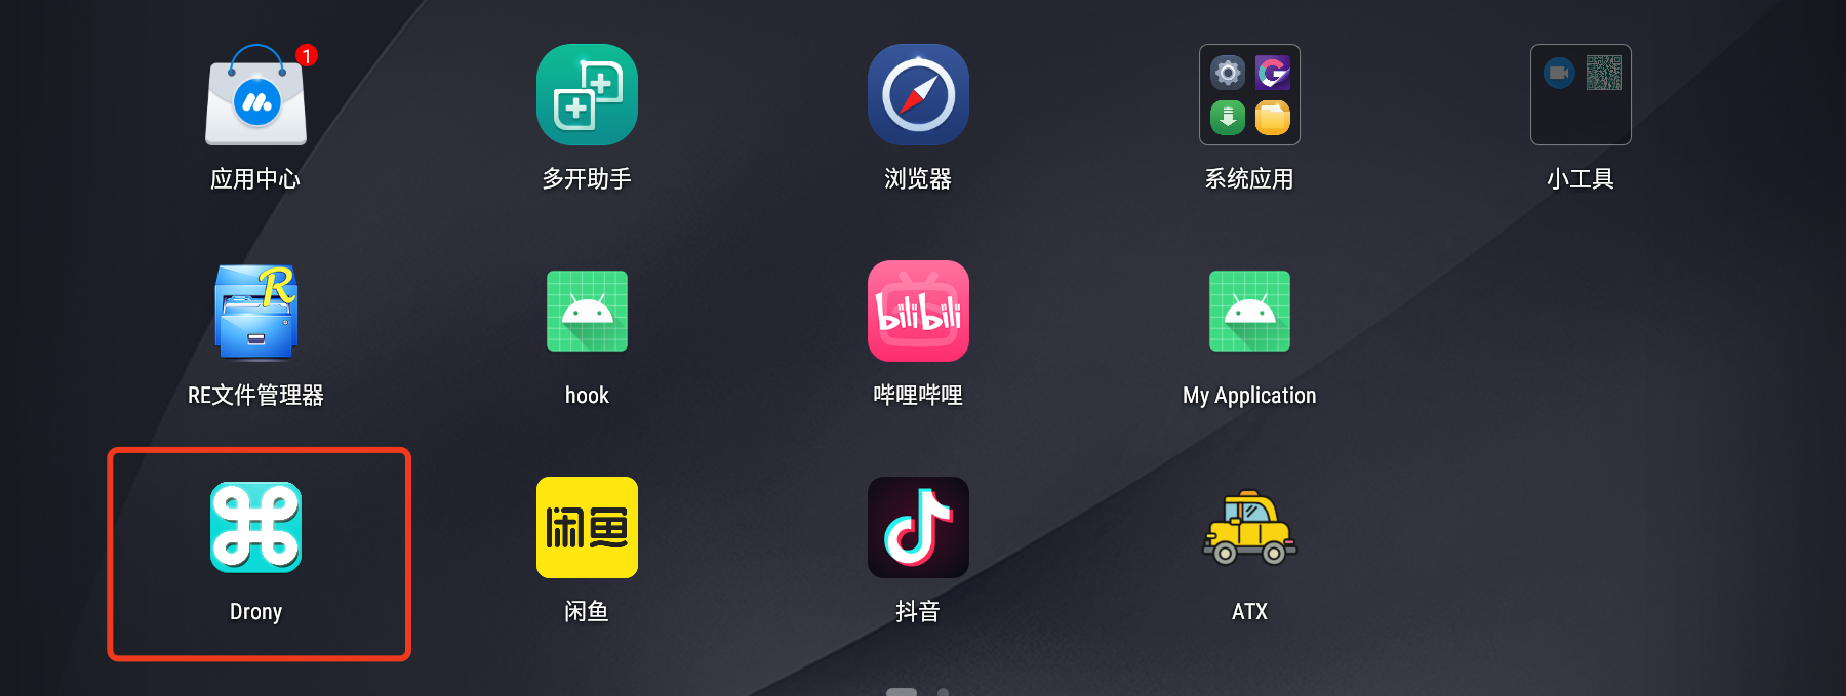 1
应用中心
多开助手
浏览器
系统应用
小工具
R
bilibili
RE文件管理器
hook
哔哩哔哩
My Application
闲鱼
Drony
闲鱼
抖音
ATX